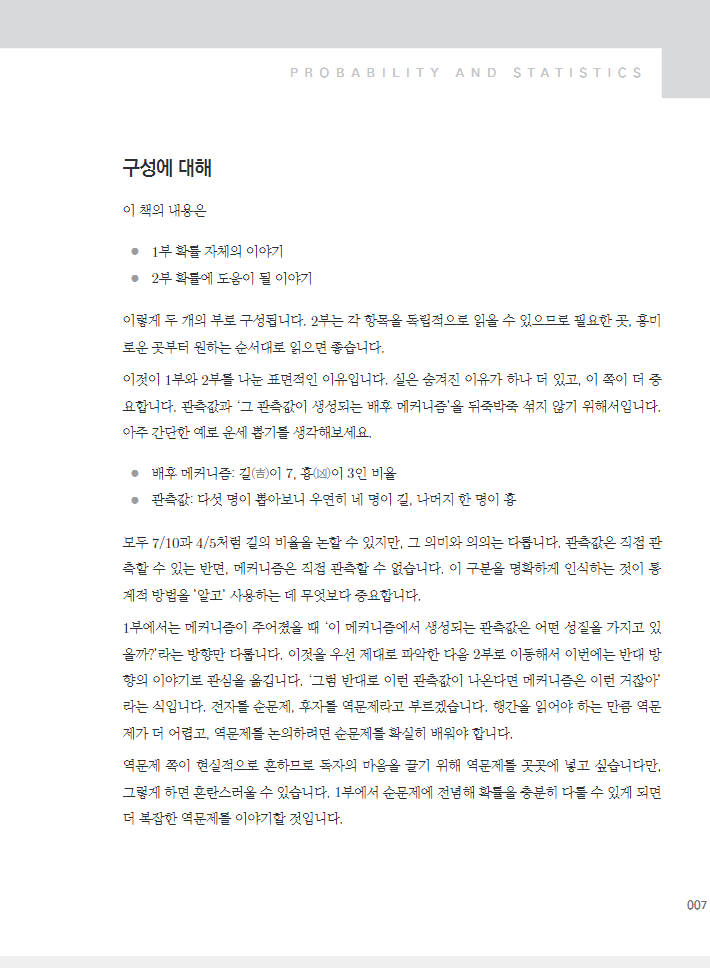 PROBABILITY AND STATISTICS
구성에 대해
이 책의 내용은
● 1부 확률 자체의 이야기
● 2부 확률에 도움이 될 이야기
이렇게 두 개의 부로 구성됩니다. 2부는 각 항목을 독립적으로 읽을 수 있으므로 필요한 곳, 흥미
로운 곳부터 원하는 순서대로 읽으면 좋습니다.
이것이 1부와 2부를 나눈 표면적인 이유입니다. 실은 숨겨진 이유가 하나 더 있고, 이 쪽이 더 중
요합니다. 관측값과 ‘그 관측값이 생성되는 배후 메커니즘’을 뒤죽박죽 섞지 않기 위해서입니다.
아주 간단한 예로 운세 뽑기를 생각해보세요.
● 배후 메커니즘: 길(吉)이 7, 흉(凶)이 3인 비율
● 관측값: 다섯 명이 뽑아보니 우연히 네 명이 길, 나머지 한 명이 흉
모두 7/10과 4/5처럼 길의 비율을 논할 수 있지만, 그 의미와 의의는 다릅니다. 관측값은 직접 관
측할 수 있는 반면, 메커니즘은 직접 관측할 수 없습니다. 이 구분을 명확하게 인식하는 것이 통
계적 방법을 ’알고’ 사용하는 데 무엇보다 중요합니다.
1부에서는 메커니즘이 주어졌을 때 ‘이 메커니즘에서 생성되는 관측값은 어떤 성질을 가지고 있
을까?’라는 방향만 다룹니다. 이것을 우선 제대로 파악한 다음 2부로 이동해서 이번에는 반대 방
향의 이야기로 관심을 옮깁니다. ‘그럼 반대로 이런 관측값이 나온다면 메커니즘은 이런 거잖아’
라는 식입니다. 전자를 순문제, 후자를 역문제라고 부르겠습니다. 행간을 읽어야 하는 만큼 역문
제가 더 어렵고, 역문제를 논의하려면 순문제를 확실히 배워야 합니다.
역문제 쪽이 현실적으로 흔하므로 독자의 마음을 끌기 위해 역문제를 곳곳에 넣고 싶습니다만,
그렇게 하면 혼란스러울 수 있습니다. 1부에서 순문제에 전념해 확률을 충분히 다룰 수 있게 되면
더 복잡한 역문제를 이야기할 것입니다.
007